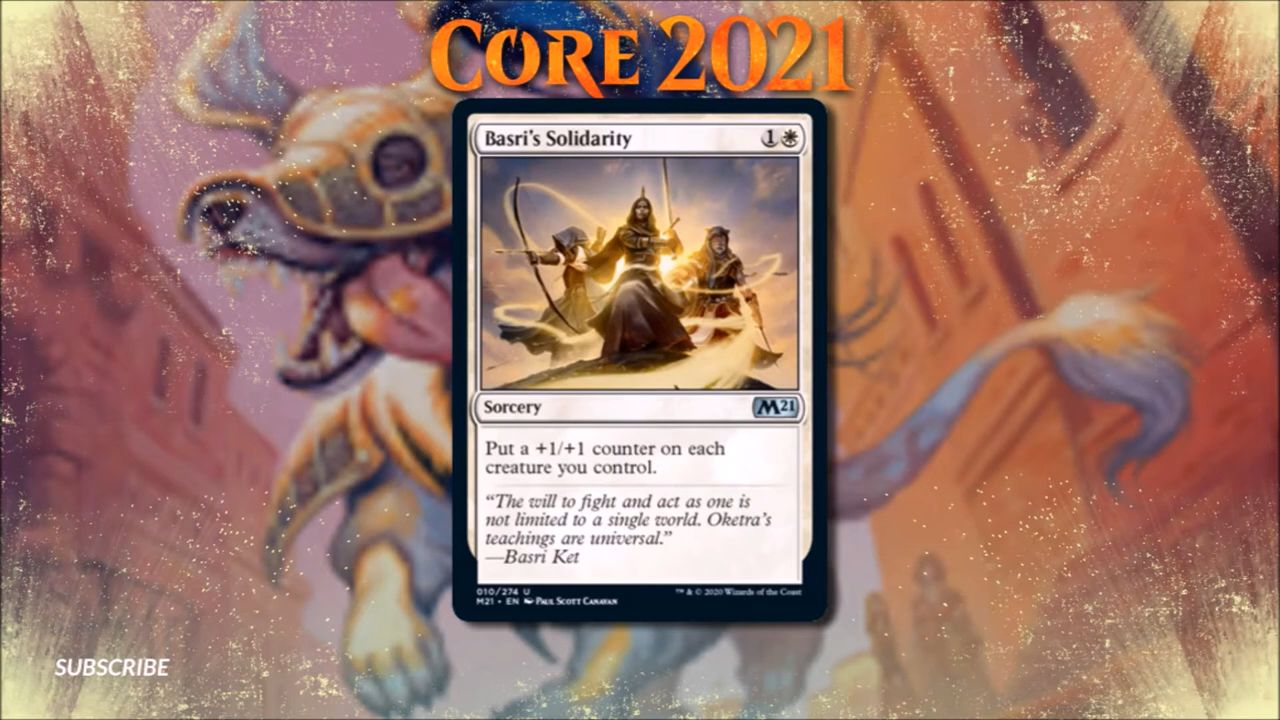 CORE 2021
Basri's Solidarity 1
Sorcery M21
Put a +1/+1 counter on each
creature you control.
“The will to fight and act as one is
not limited to a single world. Oketra's
teachings are universal.”
—Basri Ket
010/274 U ™ & © 2020 Wizards of the Coast
M21 • EN Paul Scott Canavan
SUBSCRIBE